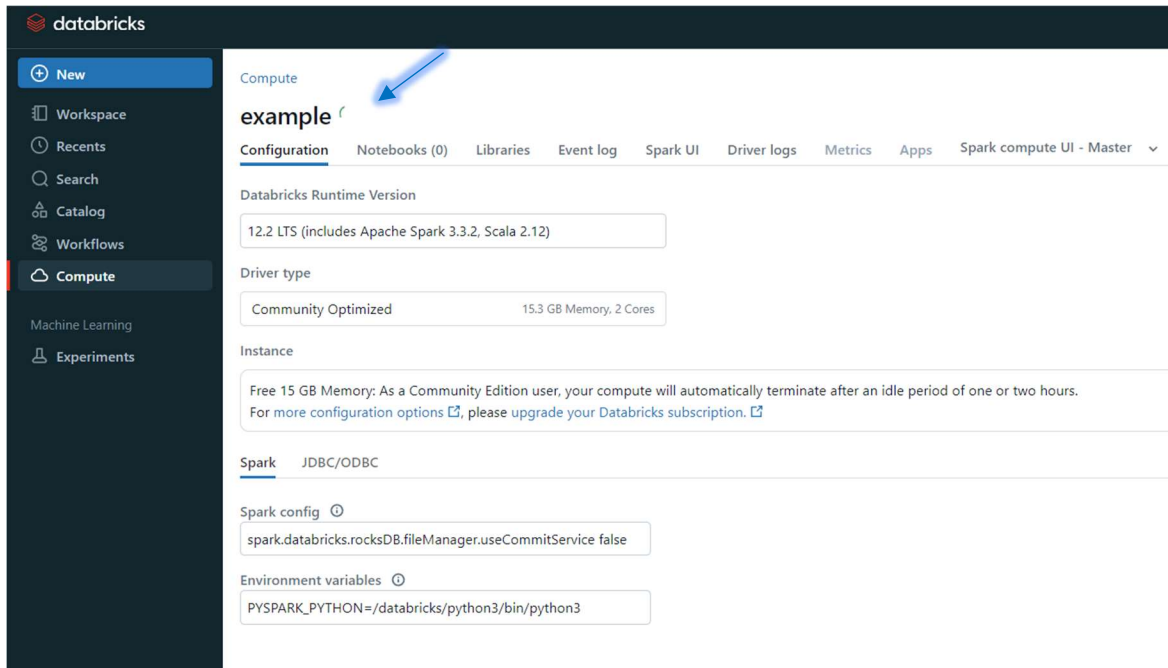 databricks
New
Workspace
Recents
Search
Catalog
Workflows
Compute
Machine Learning
Experiments
Compute
example
Configuration Notebooks (0) Libraries Event log Spark UI Driver logs Metrics Apps Spark compute UI - Master
Databricks Runtime Version
12.2 LTS (includes Apache Spark 3.3.2, Scala 2.12)
Driver type
Community Optimized 15.3 GB Memory, 2 Cores
Instance
Free 15 GB Memory: As a Community Edition user, your compute will automatically terminate after an idle period of one or two hours.
For more configuration options, please upgrade your Databricks subscription.
Spark JDBC/ODBC
Spark config
spark.databricks.rocksDB.fileManager.useCommitService false
Environment variables
PYSPARK_PYTHON=/databricks/python3/bin/python3